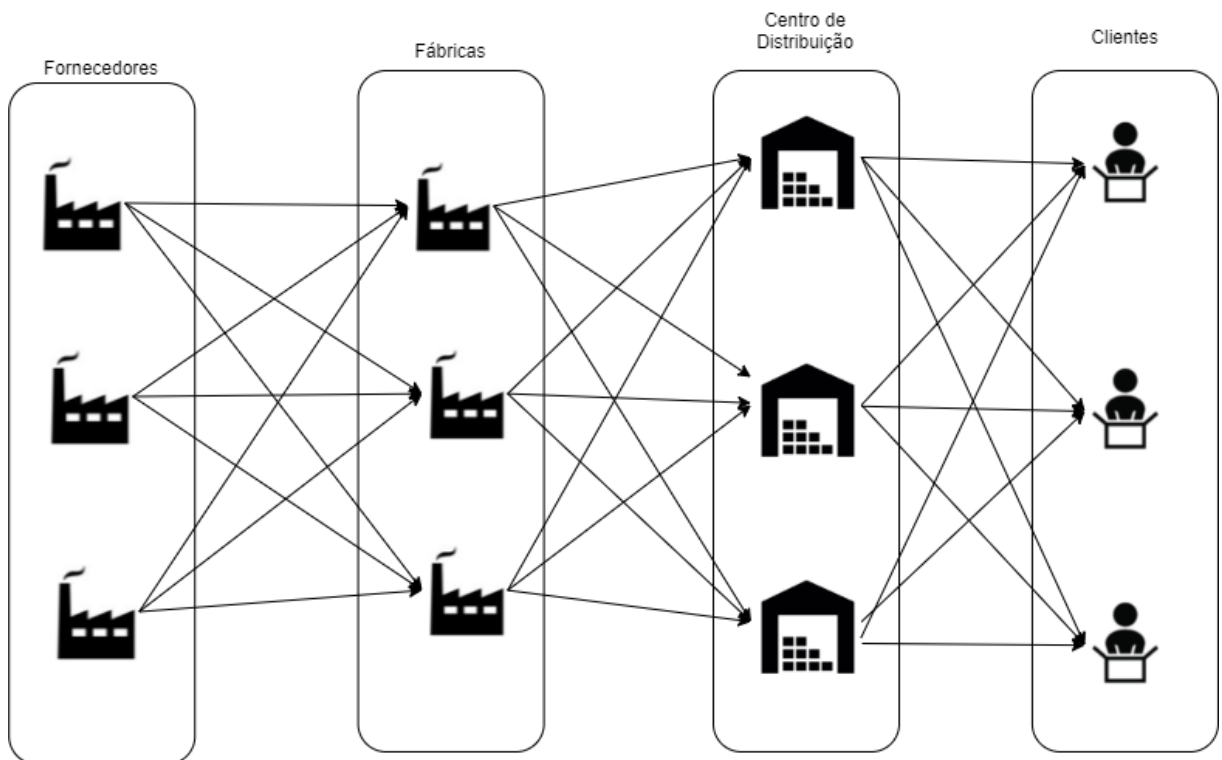 Fornecedores
Fábricas
Centro de
Distribuição
Clientes